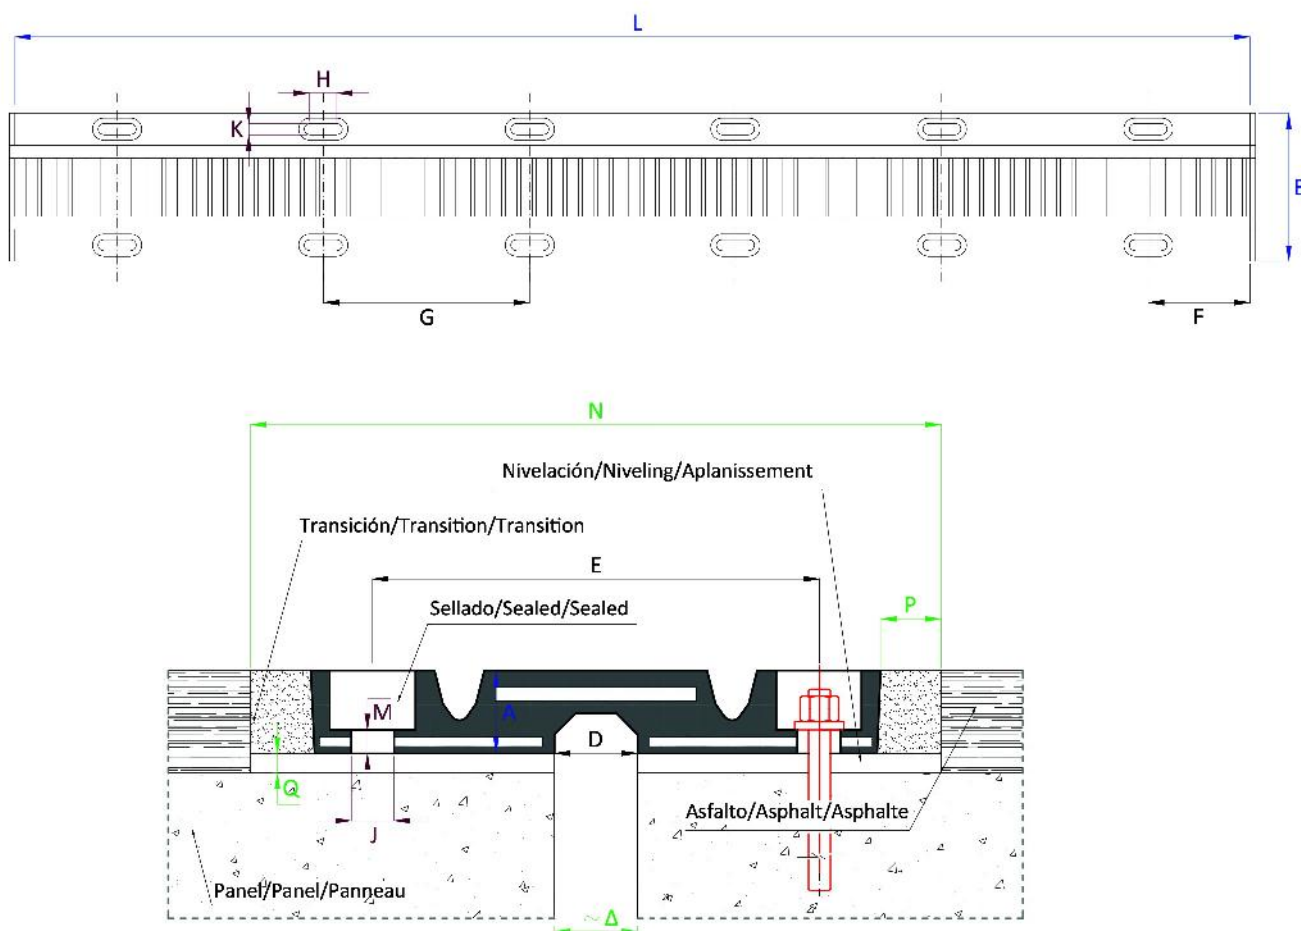 L
H
K
B
G
F
N
Nivelación/Niveling/Aplanissement
Transición/Transition/Transition
E
P
Sellado/Sealed/Sealed
M
A
D
Q
Asfalto/Asphalt/Asphalte
J
Panel/Panel/Panneau
~ Δ